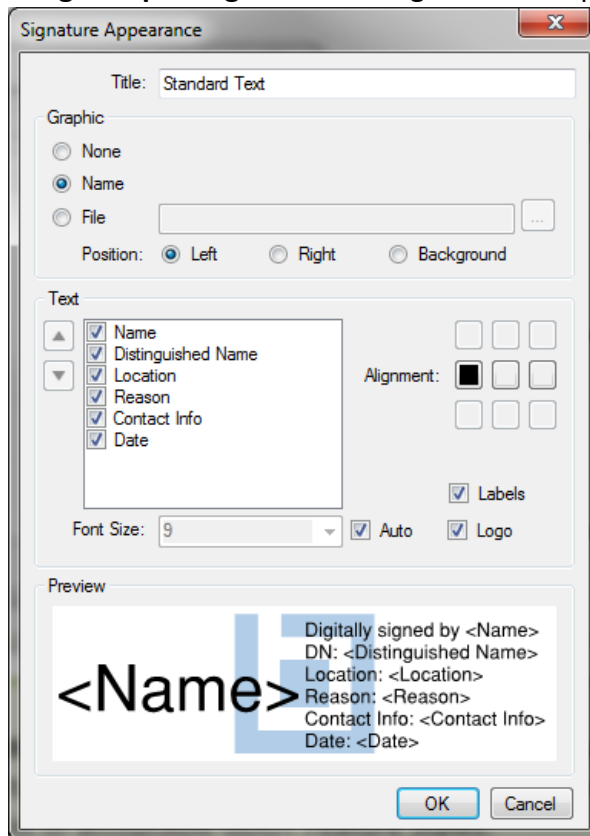 Signature Appearance
Title: Standard Text
Graphic
None
Name
File ...
Position: Left Right Background
Text
Name
Distinguished Name
Location
Reason
Contact Info
Date
Alignment:
Labels
Font Size: 9 Auto Logo
Preview
<Name>
Digitally signed by <Name>
DN: <Distinguished Name>
Location: <Location>
Reason: <Reason>
Contact Info: <Contact Info>
Date: <Date>
OK Cancel